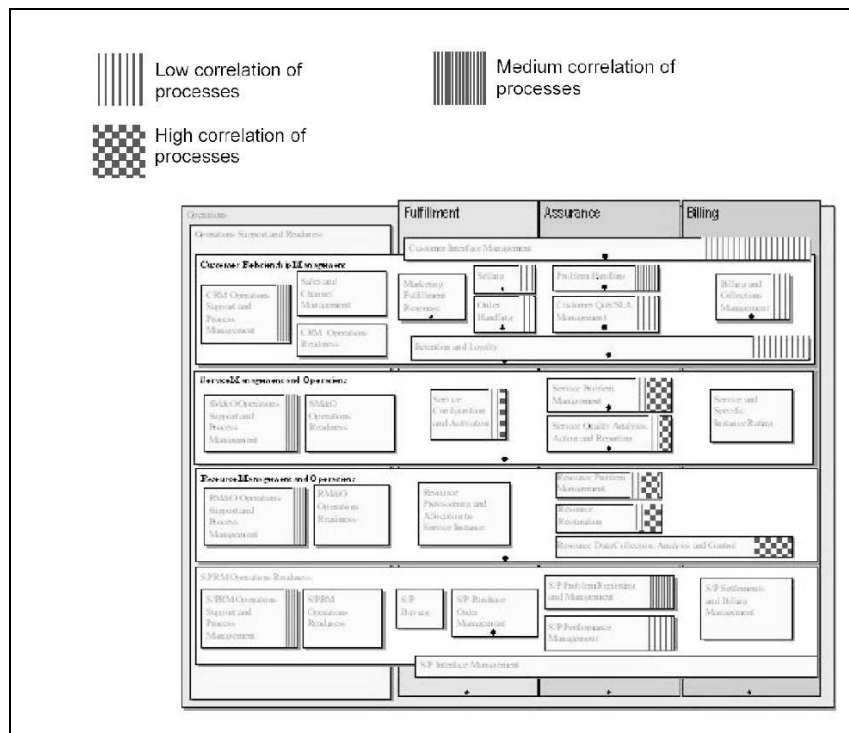 Low correlation of
processes
Medium correlation of
processes
High correlation of
processes
Operations
Fulfillment
Assurance
Billing
Operations Support and Readiness
Customer Interface Management
Customer Relationship Management
CRM Operations
Support and
Process
Management
Sales and
Channel
Management
CRM Operations
Readiness
Marketing
Fulfillment
Response
Selling
Order
Handling
Problem Handling
Customer QoS/SLA
Management
Billing and
Collections
Management
Retention and Loyalty
Service Management and Operations
SM&O Operations
Support and
Process
Management
SM&O
Operations
Readiness
Service
Configuration
and Activation
Service Problem
Management
Service Quality Analysis,
Action and Reporting
Service and
Specific
Instance Rating
Resource Management and Operations
RM&O Operations
Support and
Process
Management
RM&O
Operations
Readiness
Resource
Provisioning and
Allocation to
Service Instance
Resource Problem
Management
Resource
Restoration
Resource Data Collection, Analysis and Control
S/PRM Operations Readiness
S/PRM Operations
Support and
Process
Management
S/PRM
Operations
Readiness
S/P
Buying
S/P Purchase
Order
Management
S/P Problem Reporting
and Management
S/P Performance
Management
S/P Settlements
and Billing
Management
S/P Interface Management